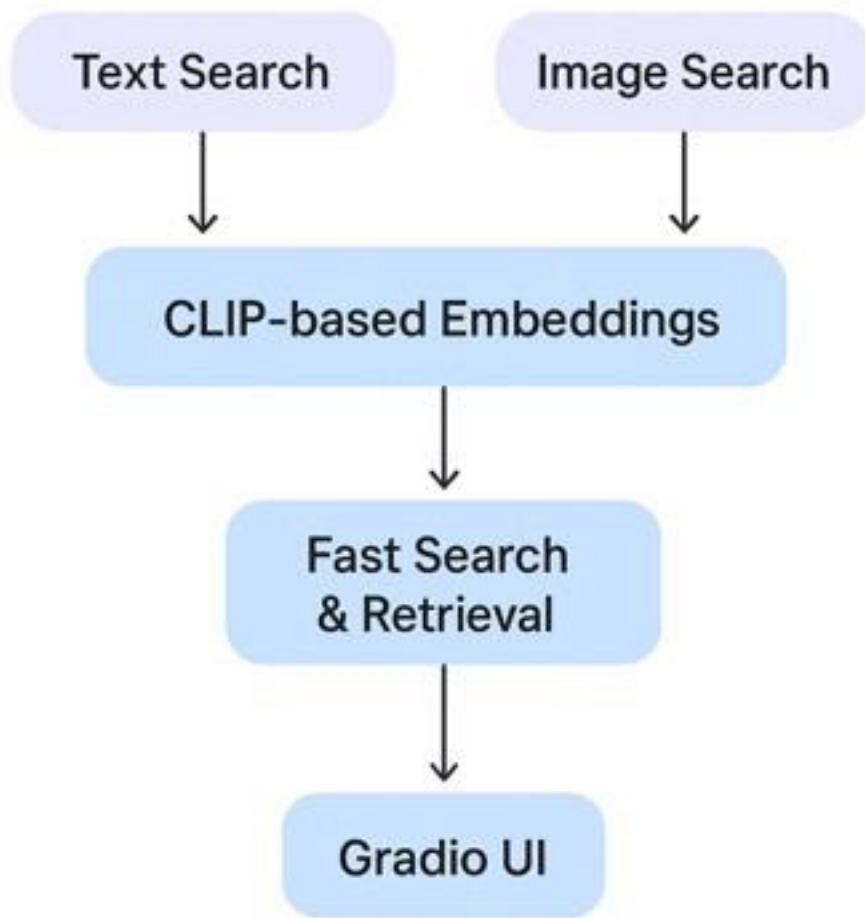 Text Search
Image Search
CLIP-based Embeddings
Fast Search
& Retrieval
Gradio UI